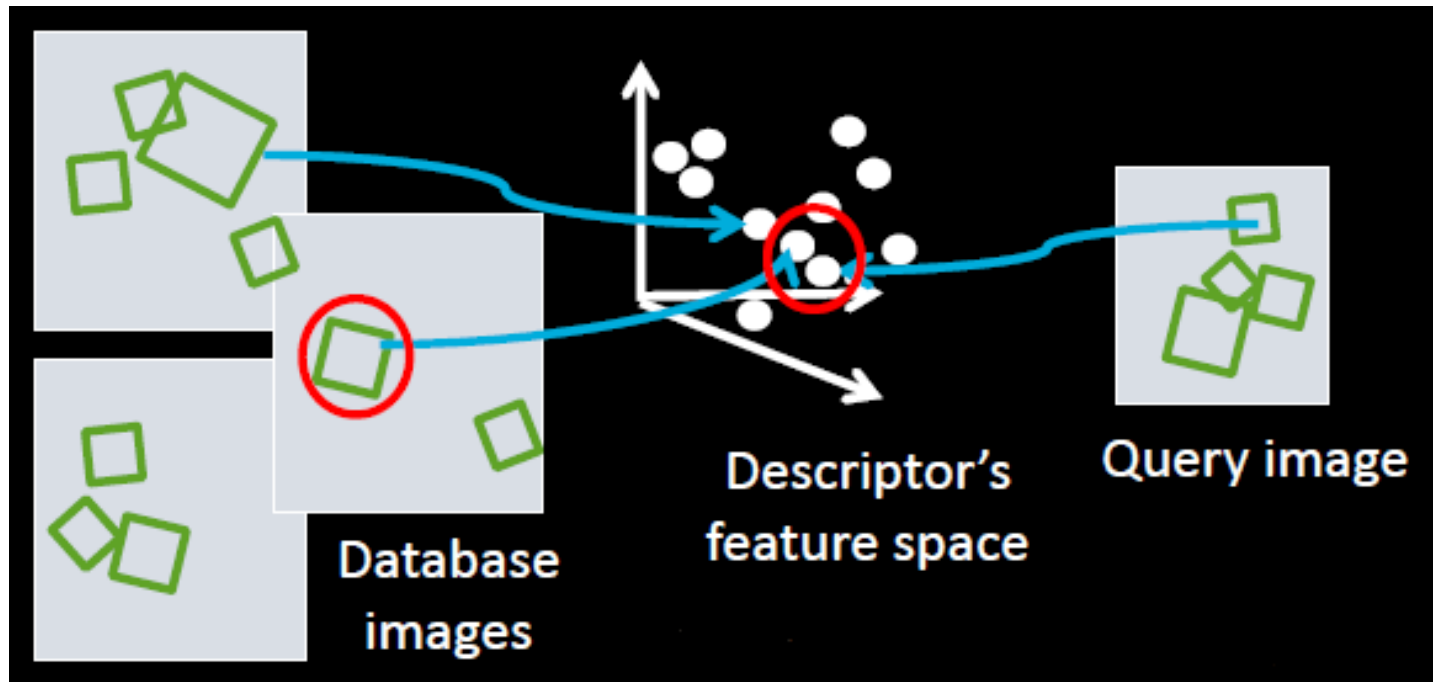 Database
images
Descriptor’s
feature space
Query image